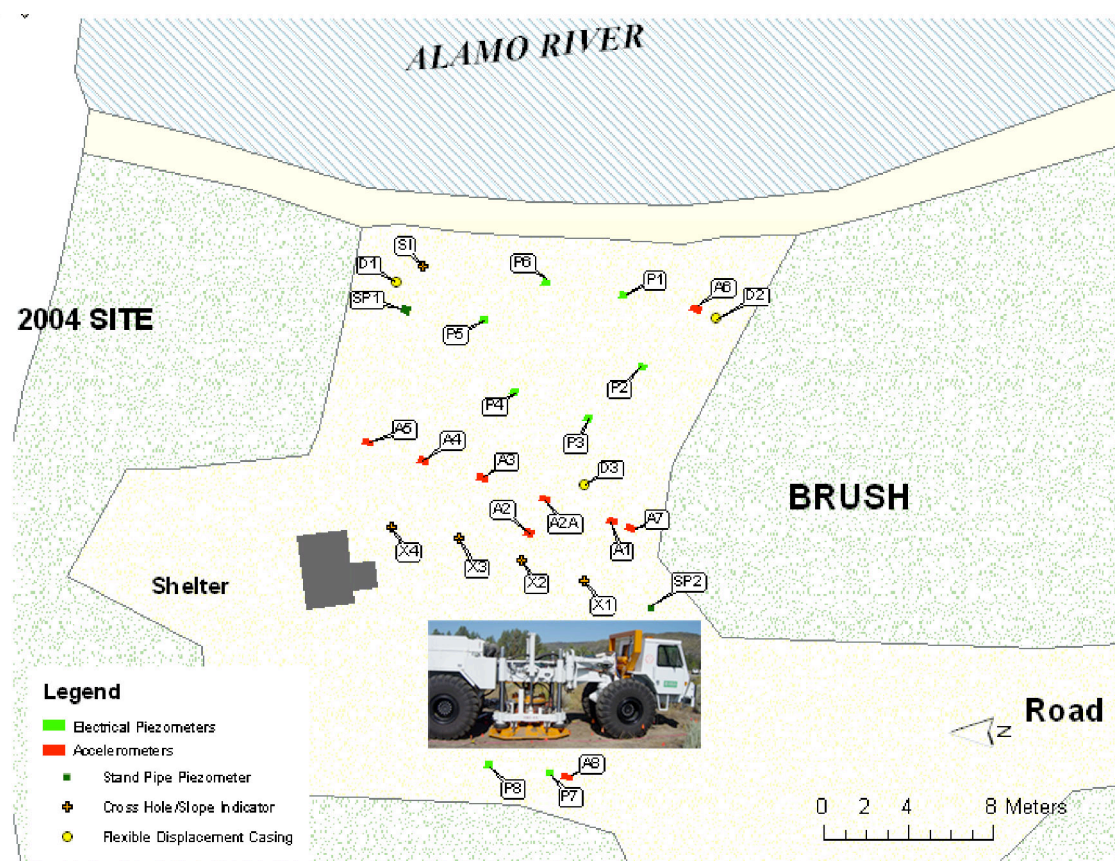 ALAMO RIVER
SI
D1
P6
P1
A6
D2
SP1
2004 SITE
P5
P2
P4
A5
A4
P3
A3
D3
BRUSH
A2
A2A
A7
A1
X4
X3
X2
X1
SP2
Shelter
Legend
Electrical Piezometers
Accelerometers
Stand Pipe Piezometer
Cross Hole/Slope Indicator
Flexible Displacement Casing
Road
N
A8
P8
P7
0 2 4 8 Meters